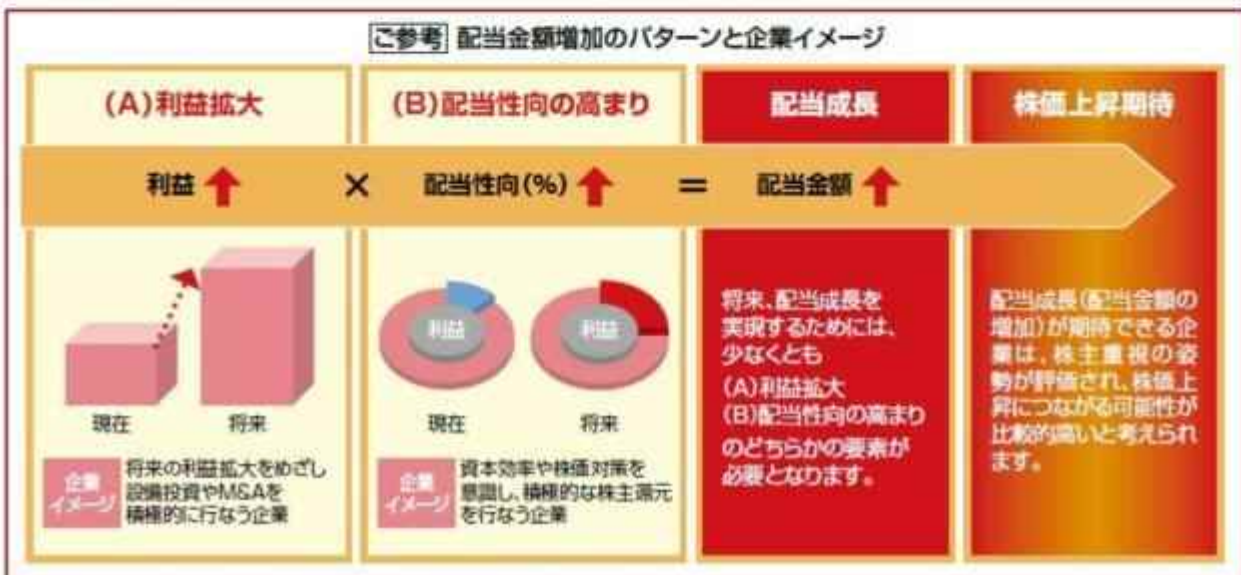 ご参考 配当金額増加のパターンと企業イメージ
(A)利益拡大
(B)配当性向の高まり
配当成長
株価上昇期待
利益
×
配当性向(%)
=
配当金額
現在
将来
企業
イメージ
将来の利益拡大をめざし
設備投資やM&Aを
積極的に行なう企業
利益
利益
現在
将来
企業
イメージ
資本効率や株価対策を
意識し、積極的な株主還元
を行なう企業
将来、配当成長を
実現するためには、
少なくとも
(A)利益拡大
(B)配当性向の高まり
のどちらかの要素が
必要となります。
配当成長(配当金額の
増加)が期待できる企
業は、株主重視の姿
勢が評価され、株価上
昇につながる可能性が
比較的高いと考えられ
ます。